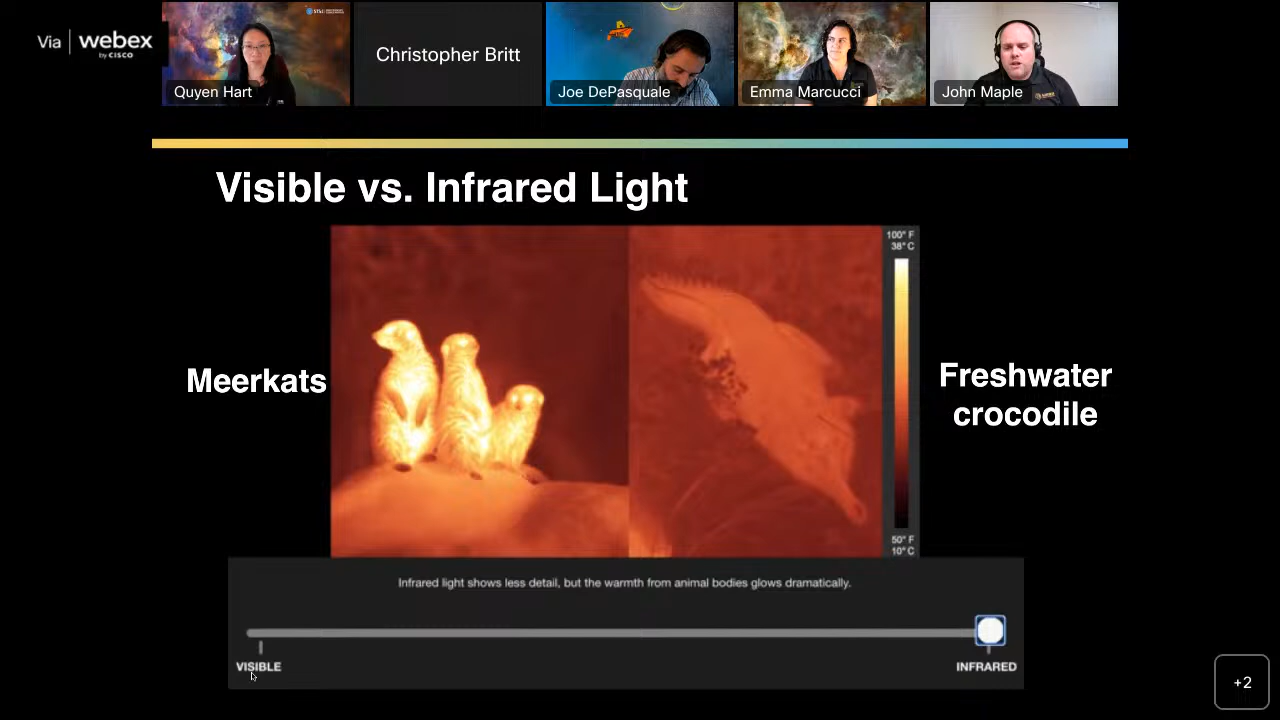 Via | webex
by CISCO
Quyen Hart
Christopher Britt
Joe DePasquale
Emma Marcucci
John Maple
Visible vs. Infrared Light
100° F
38° C
Meerkats
Freshwater
crocodile
50° F
10° C
Infrared light shows less detail, but the warmth from animal bodies glows dramatically.
VISIBLE
INFRARED
+2